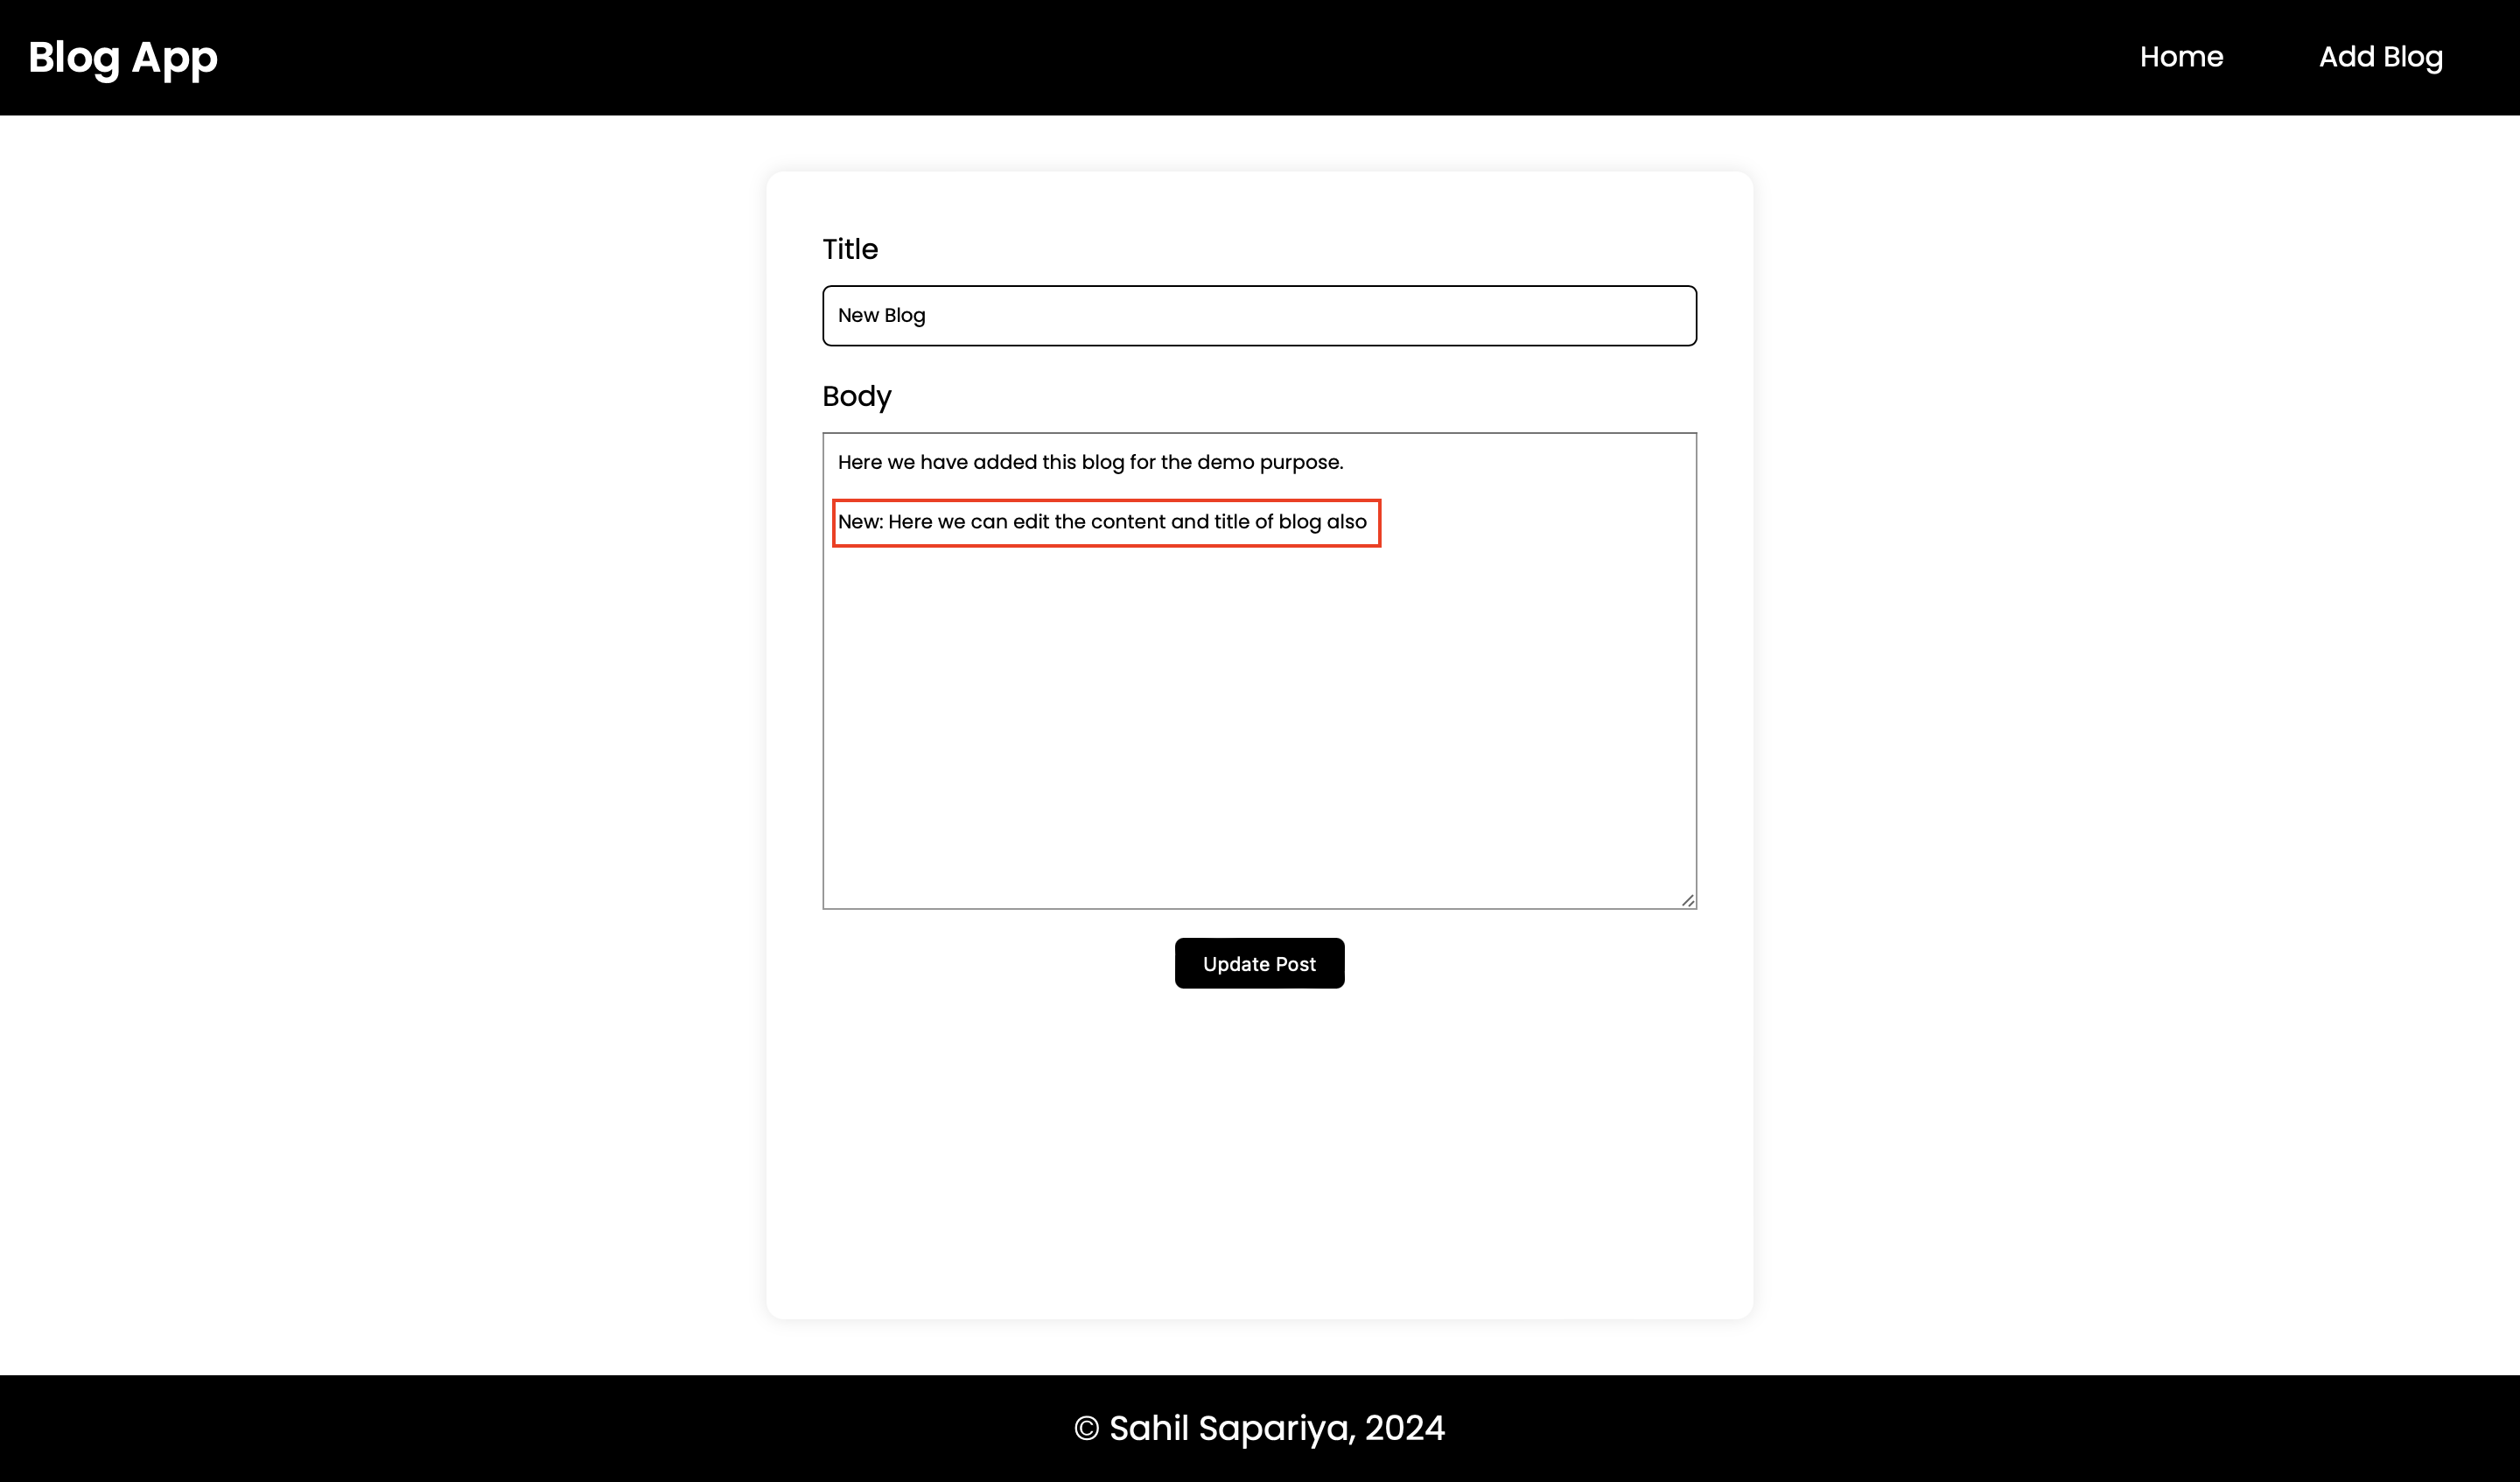 Blog App
Home
Add Blog
Title
New Blog
Body
Here we have added this blog for the demo purpose.
New: Here we can edit the content and title of blog also
Update Post
© Sahil Sapariya, 2024